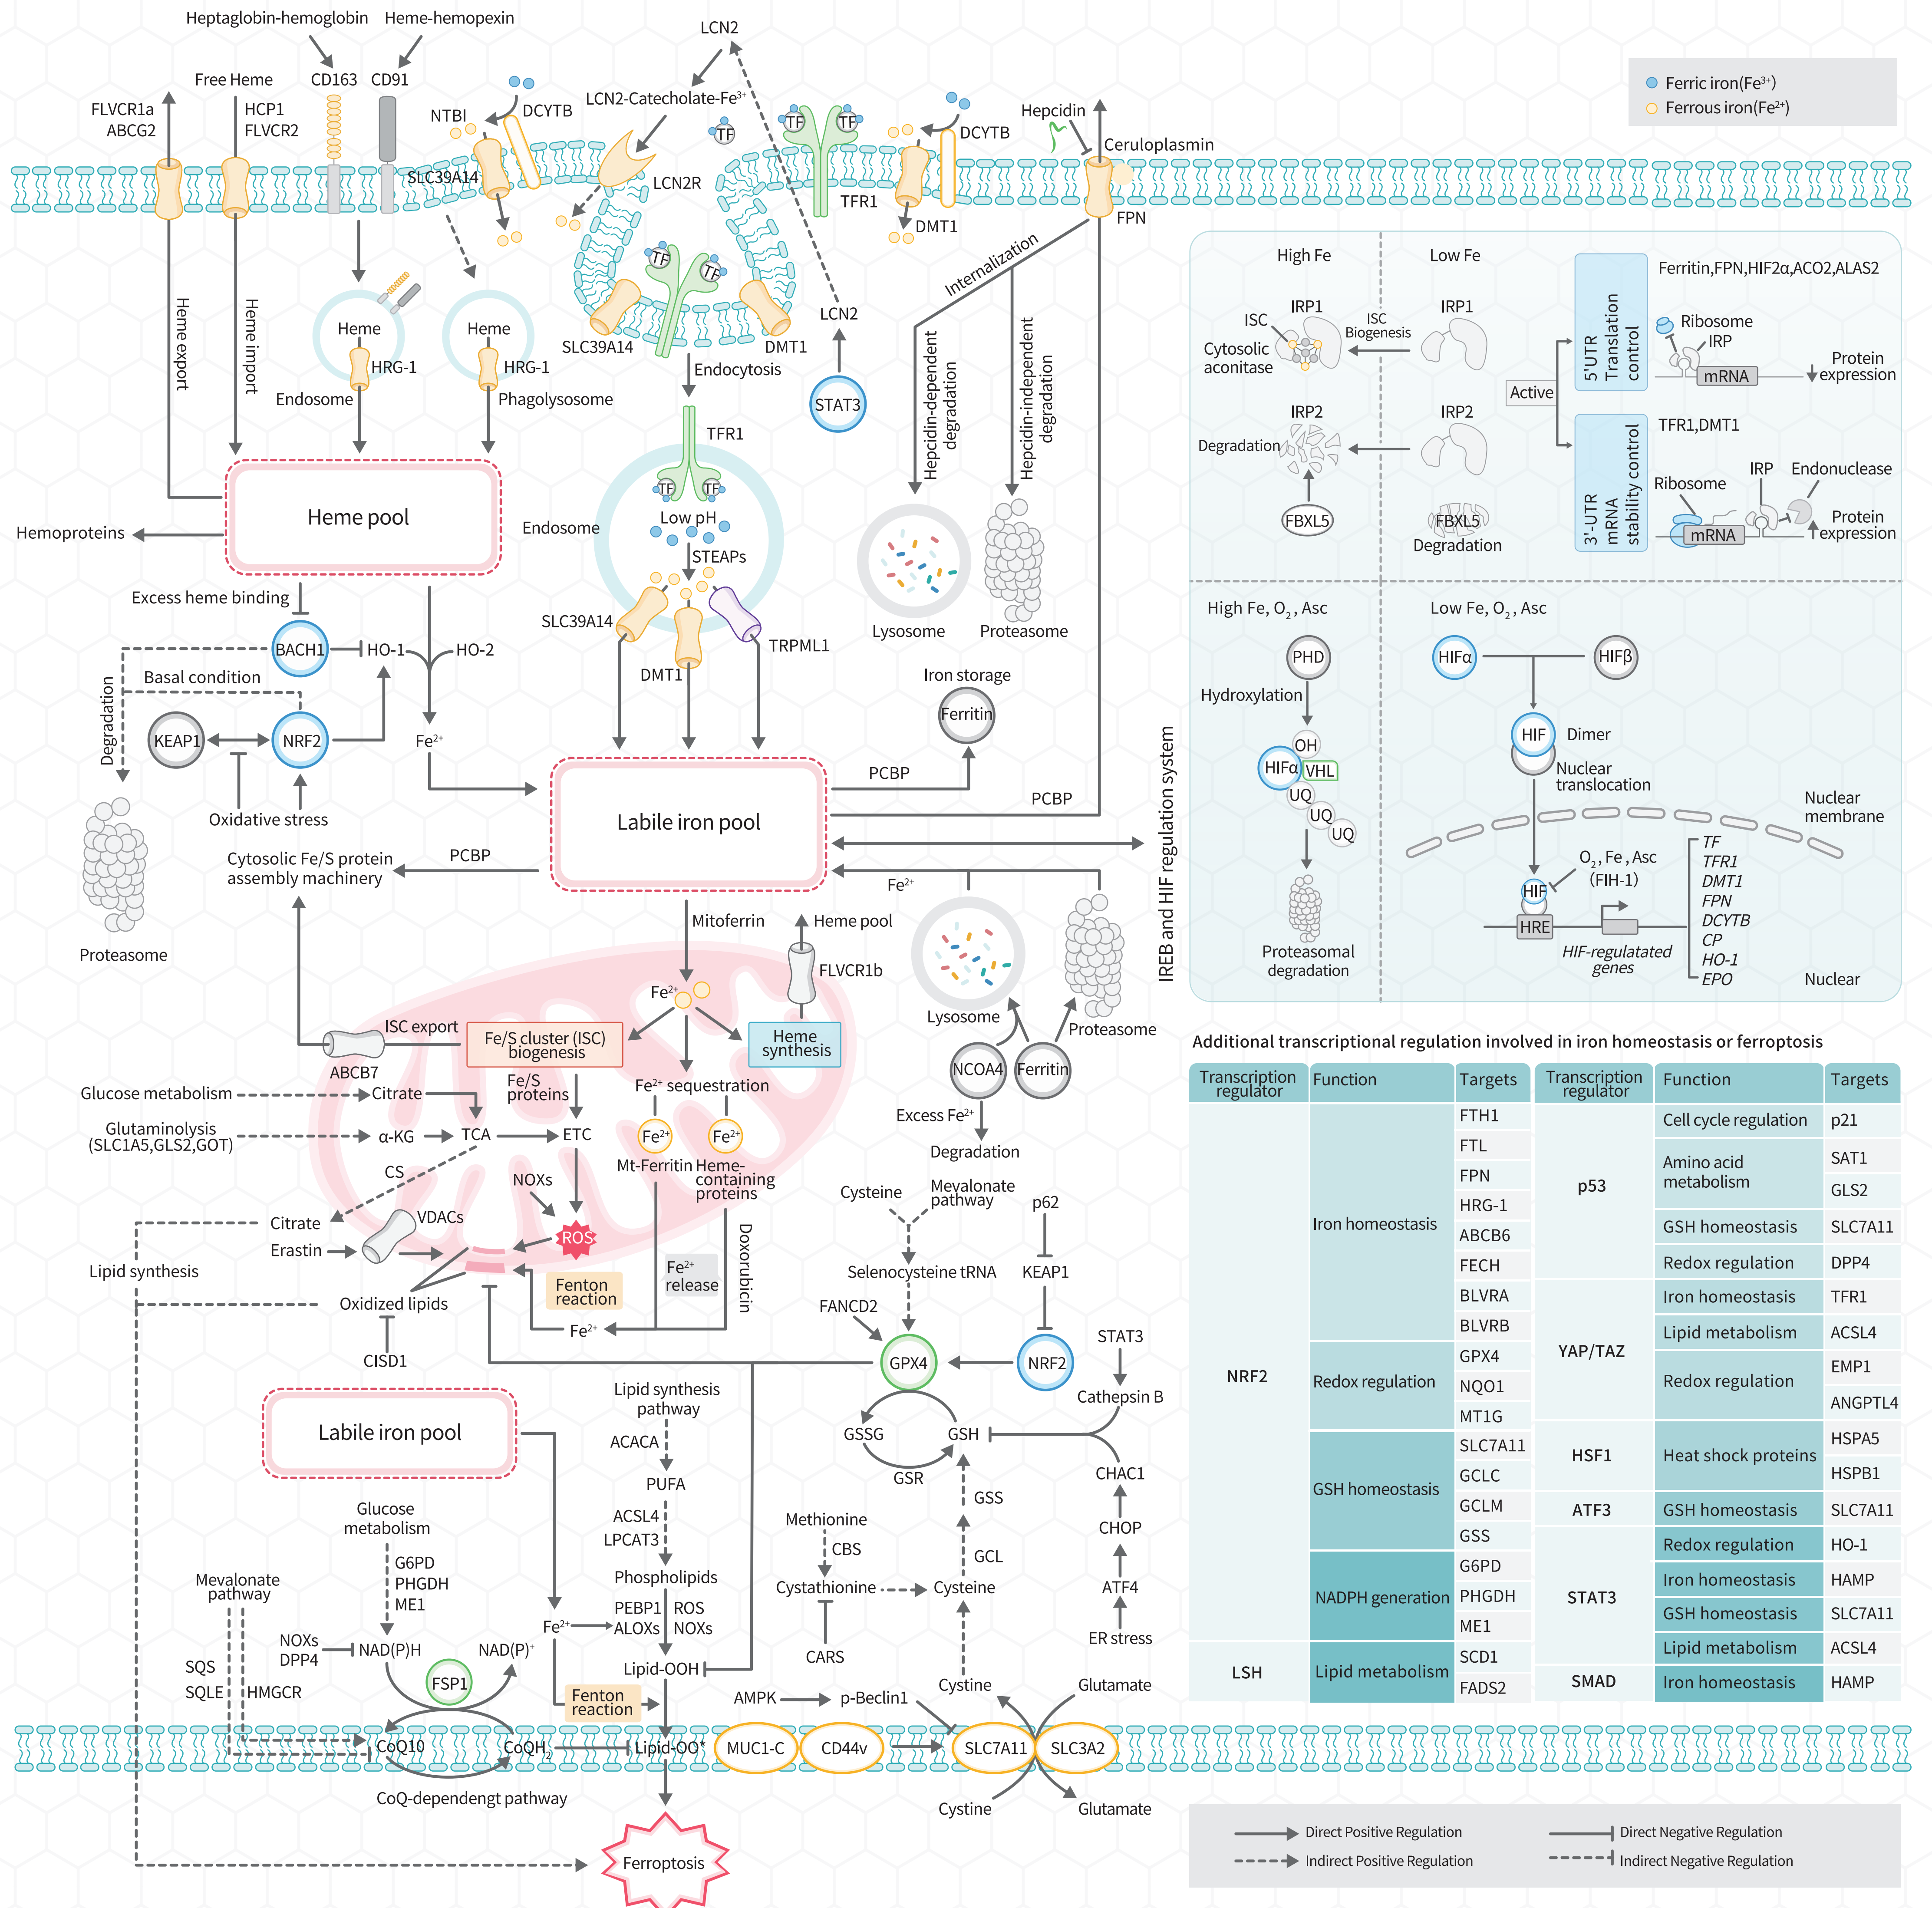 Heptaglobin-hemoglobin
Heme-hemopexin
LCN2
Free Heme
CD163
CD91
FLVCR1a
ABCG2
HCP1
FLVCR2
NTBI
DCYTB
LCN2-Catecholate-Fe³⁺
TF
TF
TF
DCYTB
Hepcidin
Ceruloplasmin
Ferric iron(Fe³⁺)
Ferrous iron(Fe²⁺)
SLC39A14
LCN2R
TFR1
DMT1
FPN
Heme export
Heme import
Heme
HRG-1
Endosome
Heme
HRG-1
Phagolysosome
TF
TF
SLC39A14
DMT1
Endocytosis
LCN2
STAT3
Internalization
Hepcidin-dependent
degradation
Hepcidin-independent
degradation
Heme pool
Hemoproteins
TFR1
TF
TF
Endosome
Low pH
STEAPs
SLC39A14
DMT1
TRPML1
Lysosome
Proteasome
Excess heme binding
BACH1
HO-1
HO-2
Basal condition
Degradation
KEAP1
NRF2
Fe²⁺
Oxidative stress
Proteasome
Iron storage
Ferritin
PCBP
PCBP
Labile iron pool
Cytosolic Fe/S protein
assembly machinery
PCBP
Fe²⁺
IREB and HIF regulation system
High Fe
Low Fe
IRP1
ISC
Cytosolic
aconitase
ISC
Biogenesis
IRP1
IRP2
Degradation
IRP2
FBXL5
FBXL5
Degradation
Active
5'UTR
Translation
control
Ferritin,FPN,HIF2α,ACO2,ALAS2
Ribosome
IRP
mRNA
Protein
expression
3'-UTR
mRNA
stability control
TFR1,DMT1
IRP
Endonuclease
Ribosome
mRNA
Protein
expression
High Fe, O₂, Asc
PHD
Hydroxylation
OH
HIFα
VHL
UQ
UQ
UQ
Proteasomal
degradation
Low Fe, O₂, Asc
HIFα
HIFβ
HIF
Dimer
Nuclear
translocation
Nuclear
membrane
O₂, Fe, Asc
(FIH-1)
HIF
HRE
HIF-regulatated
genes
TF
TFR1
DMT1
FPN
DCYTB
CP
HO-1
EPO
Nuclear
Mitoferrin
Heme pool
FLVCR1b
Fe²⁺
Fe/S cluster (ISC)
biogenesis
Heme
synthesis
ISC export
ABCB7
Fe/S
proteins
Fe²⁺ sequestration
Fe²⁺
Fe²⁺
Mt-Ferritin
Heme-
containing
proteins
Glucose metabolism
Citrate
Glutaminolysis
(SLC1A5,GLS2,GOT)
α-KG
TCA
ETC
CS
NOXs
ROS
Citrate
VDACs
Erastin
Lipid synthesis
Oxidized lipids
CISD1
Fenton
reaction
Fe²⁺
release
Doxorubicin
Fe²⁺
Lysosome
Proteasome
NCOA4
Ferritin
Excess Fe²⁺
Degradation
Cysteine
Mevalonate
pathway
p62
Selenocysteine tRNA
KEAP1
FANCD2
GPX4
NRF2
STAT3
Cathepsin B
GSSG
GSH
GSR
CHAC1
CHOP
ATF4
ER stress
GSS
GCL
Methionine
CBS
Cystathionine
Cysteine
CARS
Cystine
Glutamate
Labile iron pool
Lipid synthesis
pathway
ACACA
PUFA
ACSL4
LPCAT3
Phospholipids
PEBP1
ALOXs
ROS
NOXs
Fe²⁺
Lipid-OOH
Fenton
reaction
Glucose
metabolism
G6PD
PHGDH
ME1
Mevalonate
pathway
NOXs
DPP4
NAD(P)H
NAD(P)⁺
FSP1
SQS
SQLE
HMGCR
CoQ10
CoQH₂
Lipid-OO*
CoQ-dependengt pathway
AMPK
p-Beclin1
MUC1-C
CD44v
SLC7A11
SLC3A2
Cystine
Glutamate
Ferroptosis
Additional transcriptional regulation involved in iron homeostasis or ferroptosis
Transcription
regulator
Function
Targets
NRF2
Iron homeostasis
FTH1
FTL
FPN
HRG-1
ABCB6
FECH
BLVRA
BLVRB
Redox regulation
GPX4
NQO1
MT1G
GSH homeostasis
SLC7A11
GCLC
GCLM
GSS
NADPH generation
G6PD
PHGDH
ME1
LSH
Lipid metabolism
SCD1
FADS2
Transcription
regulator
Function
Targets
p53
Cell cycle regulation
p21
Amino acid
metabolism
SAT1
GLS2
GSH homeostasis
SLC7A11
Redox regulation
DPP4
YAP/TAZ
Iron homeostasis
TFR1
Lipid metabolism
ACSL4
Redox regulation
EMP1
ANGPTL4
HSF1
Heat shock proteins
HSPA5
HSPB1
ATF3
GSH homeostasis
SLC7A11
STAT3
Redox regulation
HO-1
Iron homeostasis
HAMP
GSH homeostasis
SLC7A11
Lipid metabolism
ACSL4
SMAD
Iron homeostasis
HAMP
Direct Positive Regulation
Direct Negative Regulation
Indirect Positive Regulation
Indirect Negative Regulation